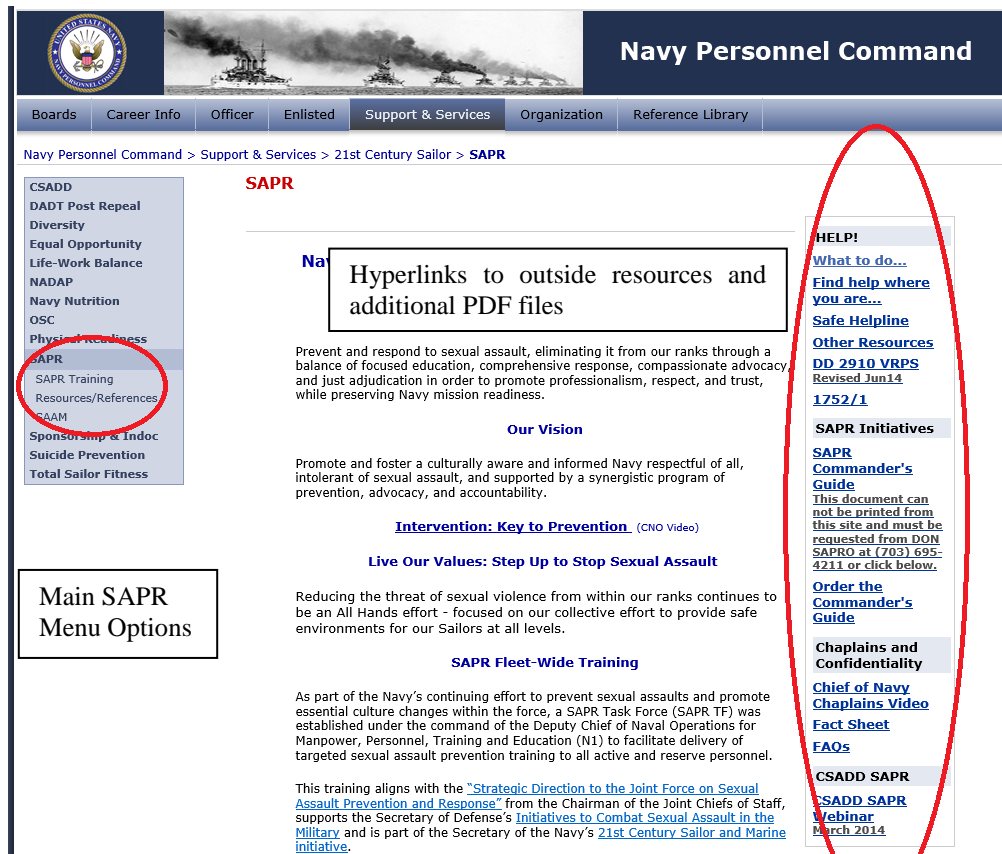 UNITED STATES NAVY
NAVY PERSONNEL COMMAND
Navy Personnel Command
Boards
Career Info
Officer
Enlisted
Support & Services
Organization
Reference Library
Navy Personnel Command > Support & Services > 21st Century Sailor > SAPR
CSADD
DADT Post Repeal
Diversity
Equal Opportunity
Life-Work Balance
NADAP
Navy Nutrition
OSC
Physical Readiness
SAPR
SAPR Training
Resources/References
SAAM
Sponsorship & Indoc
Suicide Prevention
Total Sailor Fitness
Main SAPR
Menu Options
SAPR
Hyperlinks to outside resources and
additional PDF files
Prevent and respond to sexual assault, eliminating it from our ranks through a
balance of focused education, comprehensive response, compassionate advocacy,
and just adjudication in order to promote professionalism, respect, and trust,
while preserving Navy mission readiness.
Our Vision
Promote and foster a culturally aware and informed Navy respectful of all,
intolerant of sexual assault, and supported by a synergistic program of
prevention, advocacy, and accountability.
Intervention: Key to Prevention (CNO Video)
Live Our Values: Step Up to Stop Sexual Assault
Reducing the threat of sexual violence from within our ranks continues to
be an All Hands effort - focused on our collective effort to provide safe
environments for our Sailors at all levels.
SAPR Fleet-Wide Training
As part of the Navy's continuing effort to prevent sexual assaults and promote
essential culture changes within the force, a SAPR Task Force (SAPR TF) was
established under the command of the Deputy Chief of Naval Operations for
Manpower, Personnel, Training and Education (N1) to facilitate delivery of
targeted sexual assault prevention training to all active and reserve personnel.
This training aligns with the "Strategic Direction to the Joint Force on Sexual
Assault Prevention and Response" from the Chairman of the Joint Chiefs of Staff,
supports the Secretary of Defense's Initiatives to Combat Sexual Assault in the
Military and is part of the Secretary of the Navy's 21st Century Sailor and Marine
initiative.
HELP!
What to do...
Find help where
you are...
Safe Helpline
Other Resources
DD 2910 VRPS
Revised Jun14
1752/1
SAPR Initiatives
SAPR
Commander's
Guide
This document can
not be printed from
this site and must be
requested from DON
SAPRO at (703) 695-
4211 or click below.
Order the
Commander's
Guide
Chaplains and
Confidentiality
Chief of Navy
Chaplains Video
Fact Sheet
FAQs
CSADD SAPR
CSADD SAPR
Webinar
March 2014